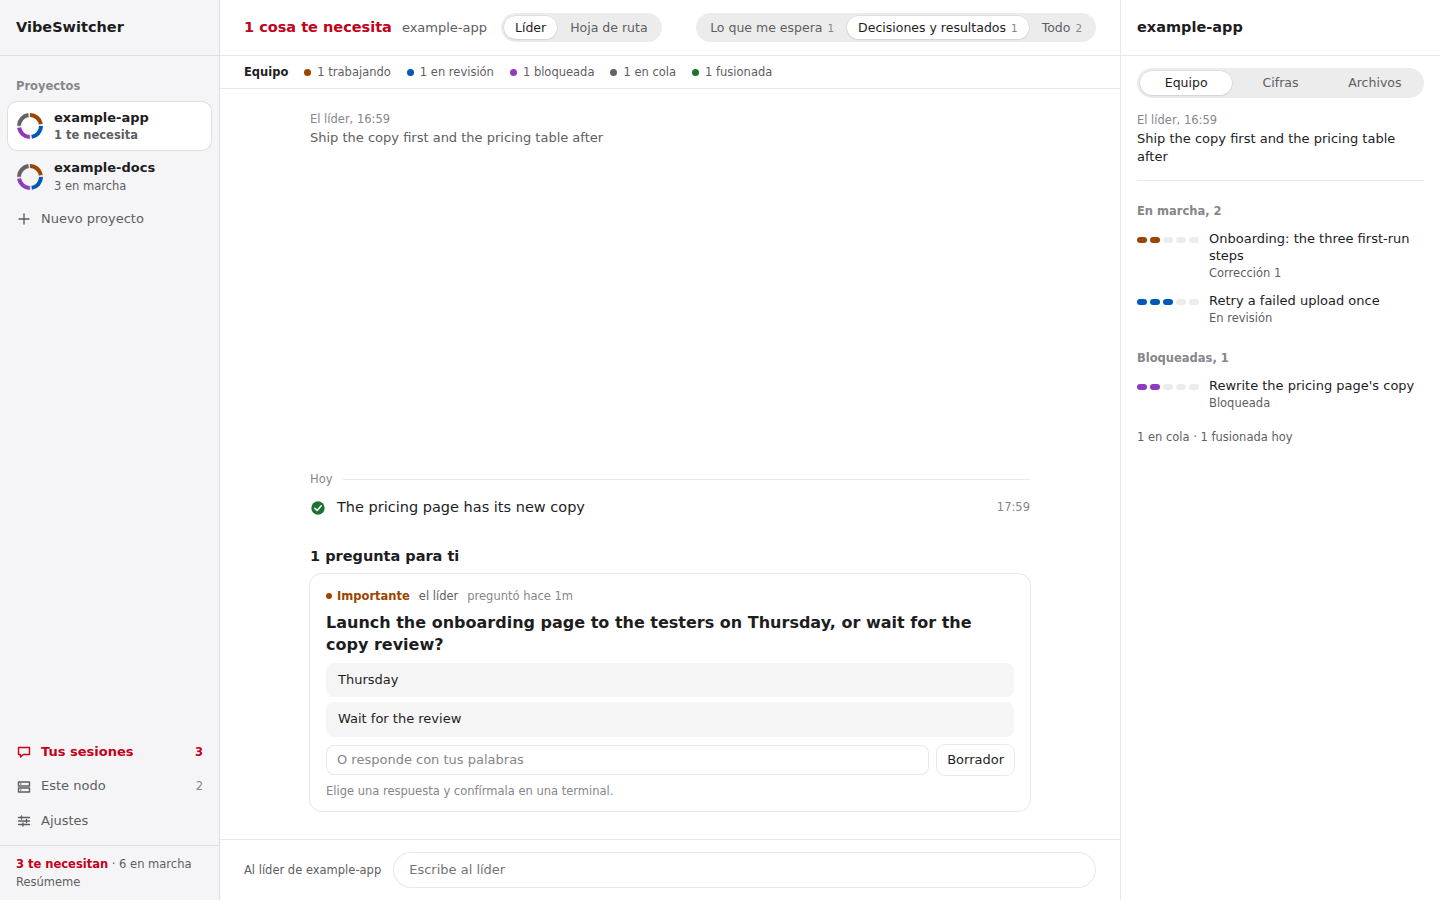 VibeSwitcher
Proyectos
example-app
1 te necesita
example-docs
3 en marcha
Nuevo proyecto
Tus sesiones 3
Este nodo 2
Ajustes
3 te necesitan · 6 en marcha
Resúmeme
1 cosa te necesita example-app Líder Hoja de ruta Lo que me espera 1 Decisiones y resultados 1 Todo 2
Equipo 1 trabajando 1 en revisión 1 bloqueada 1 en cola 1 fusionada
El líder, 16:59
Ship the copy first and the pricing table after
Hoy
The pricing page has its new copy 17:59
1 pregunta para ti
Importante el líder preguntó hace 1m
Launch the onboarding page to the testers on Thursday, or wait for the
copy review?
Thursday
Wait for the review
O responde con tus palabras Borrador
Elige una respuesta y confírmala en una terminal.
Al líder de example-app Escribe al líder
example-app
Equipo Cifras Archivos
El líder, 16:59
Ship the copy first and the pricing table
after
En marcha, 2
Onboarding: the three first-run
steps
Corrección 1
Retry a failed upload once
En revisión
Bloqueadas, 1
Rewrite the pricing page's copy
Bloqueada
1 en cola · 1 fusionada hoy